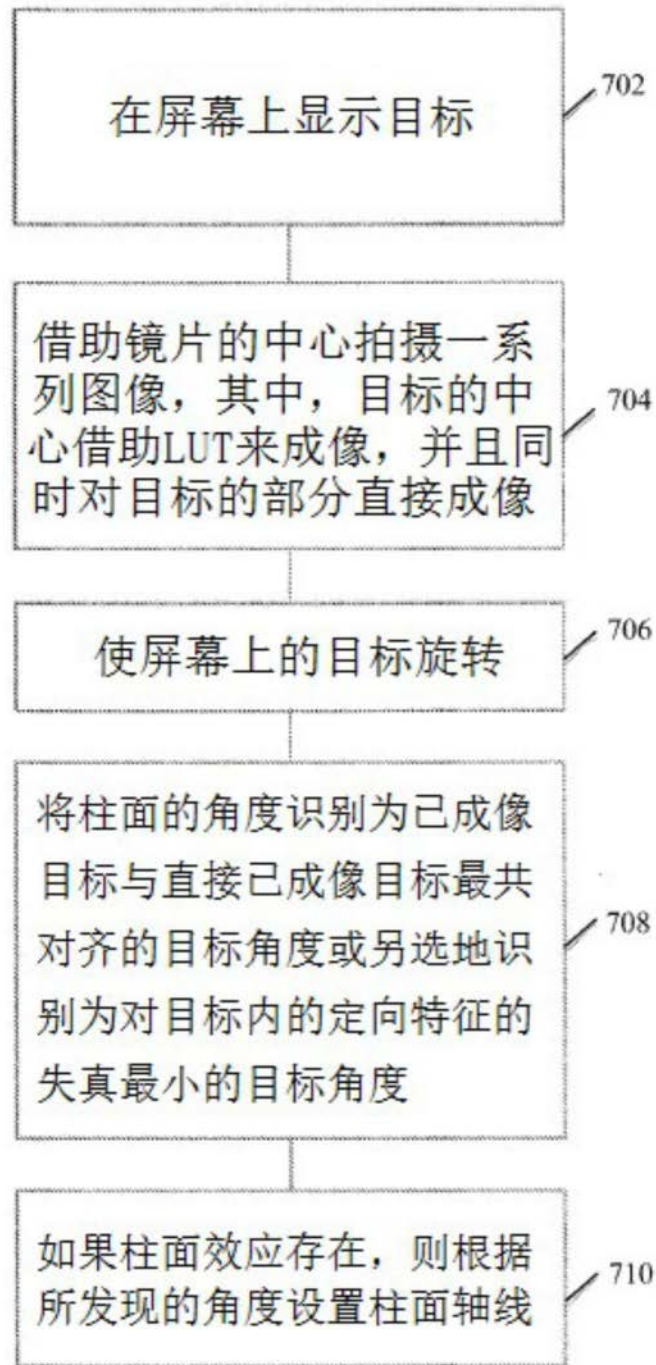 在屏幕上显示目标
702
借助镜片的中心拍摄一系
列图像，其中，目标的中
心借助LUT来成像，并且同
时对目标的部分直接成像
704
使屏幕上的目标旋转
706
将柱面的角度识别为已成像
目标与直接已成像目标最共
对齐的目标角度或另选地识
别为对目标内的定向特征的
失真最小的目标角度
708
如果柱面效应存在，则根据
所发现的角度设置柱面轴线
710